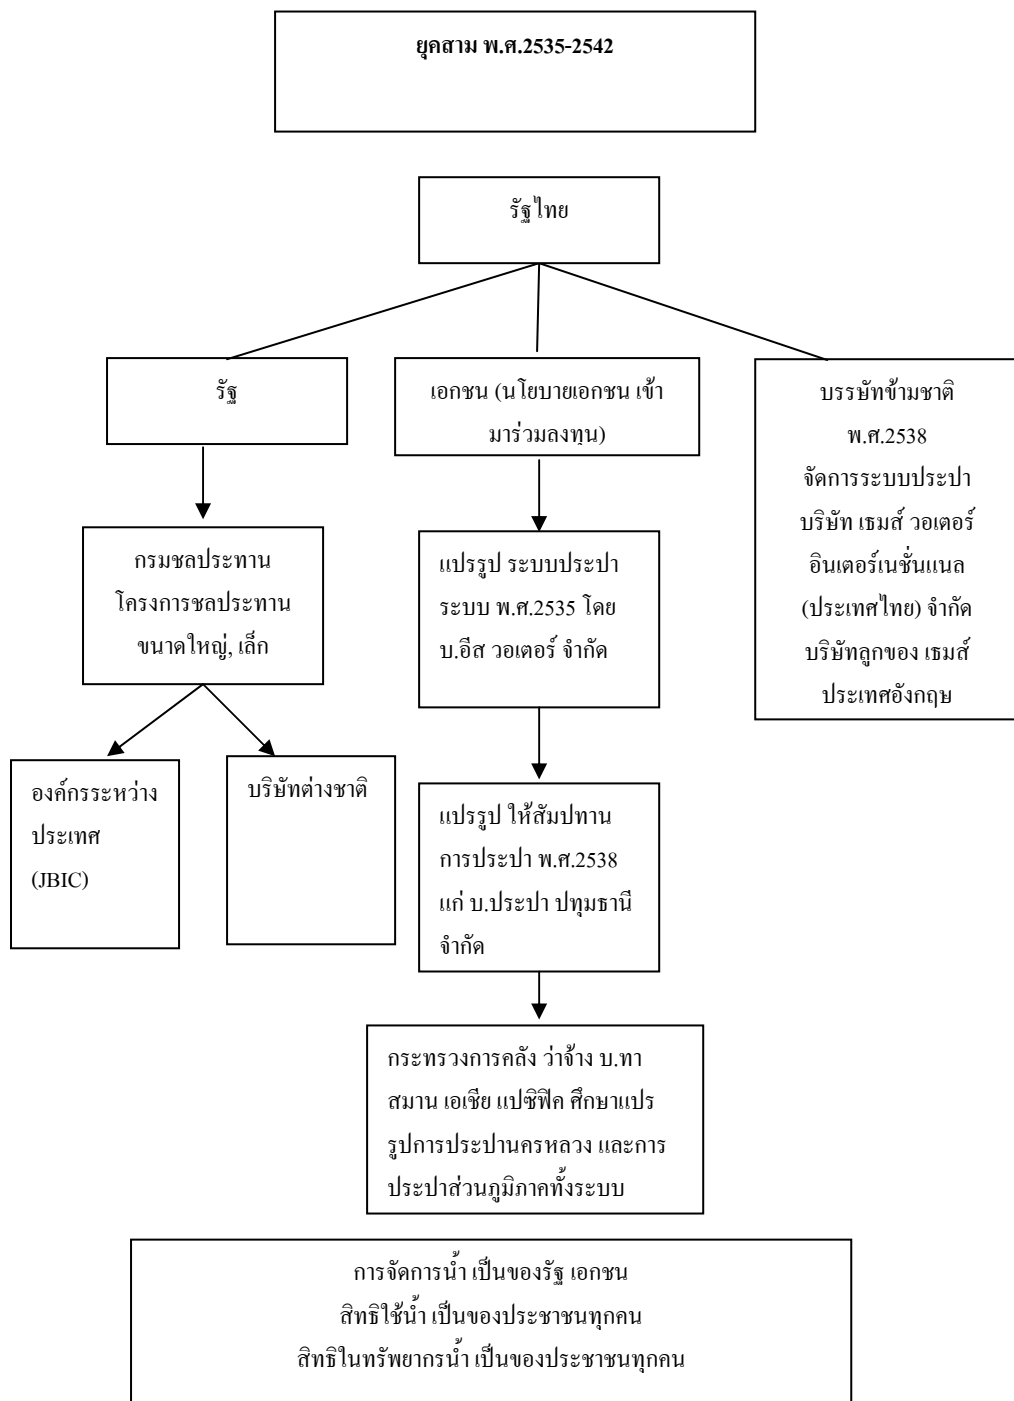 ยุคสาม พ.ศ.2535-2542
รัฐไทย
รัฐ
เอกชน (นโยบายเอกชน เข้า
มาร่วมลงทุน)
บรรษัทข้ามชาติ
พ.ศ.2538
จัดการระบบประปา
บริษัท เธมส์ วอเตอร์
อินเตอร์เนชั่นแนล
(ประเทศไทย) จำกัด
บริษัทลูกของ เธมส์
ประเทศอังกฤษ
กรมชลประทาน
โครงการชลประทาน
ขนาดใหญ่, เล็ก
แปรรูป ระบบประปา
ระบบ พ.ศ.2535 โดย
บ.อีส วอเตอร์ จำกัด
องค์กรระหว่าง
ประเทศ
(JBIC)
บริษัทต่างชาติ
แปรรูป ให้สัมปทาน
การประปา พ.ศ.2538
แก่ บ.ประปา ปทุมธานี
จำกัด
กระทรวงการคลัง ว่าจ้าง บ.ทา
สมาน เอเชีย แปซิฟิค ศึกษาแปร
รูปการประปานครหลวง และการ
ประปาส่วนภูมิภาคทั้งระบบ
การจัดการน้ำ เป็นของรัฐ เอกชน
สิทธิใช้น้ำ เป็นของประชาชนทุกคน
สิทธิในทรัพยากรน้ำ เป็นของประชาชนทุกคน